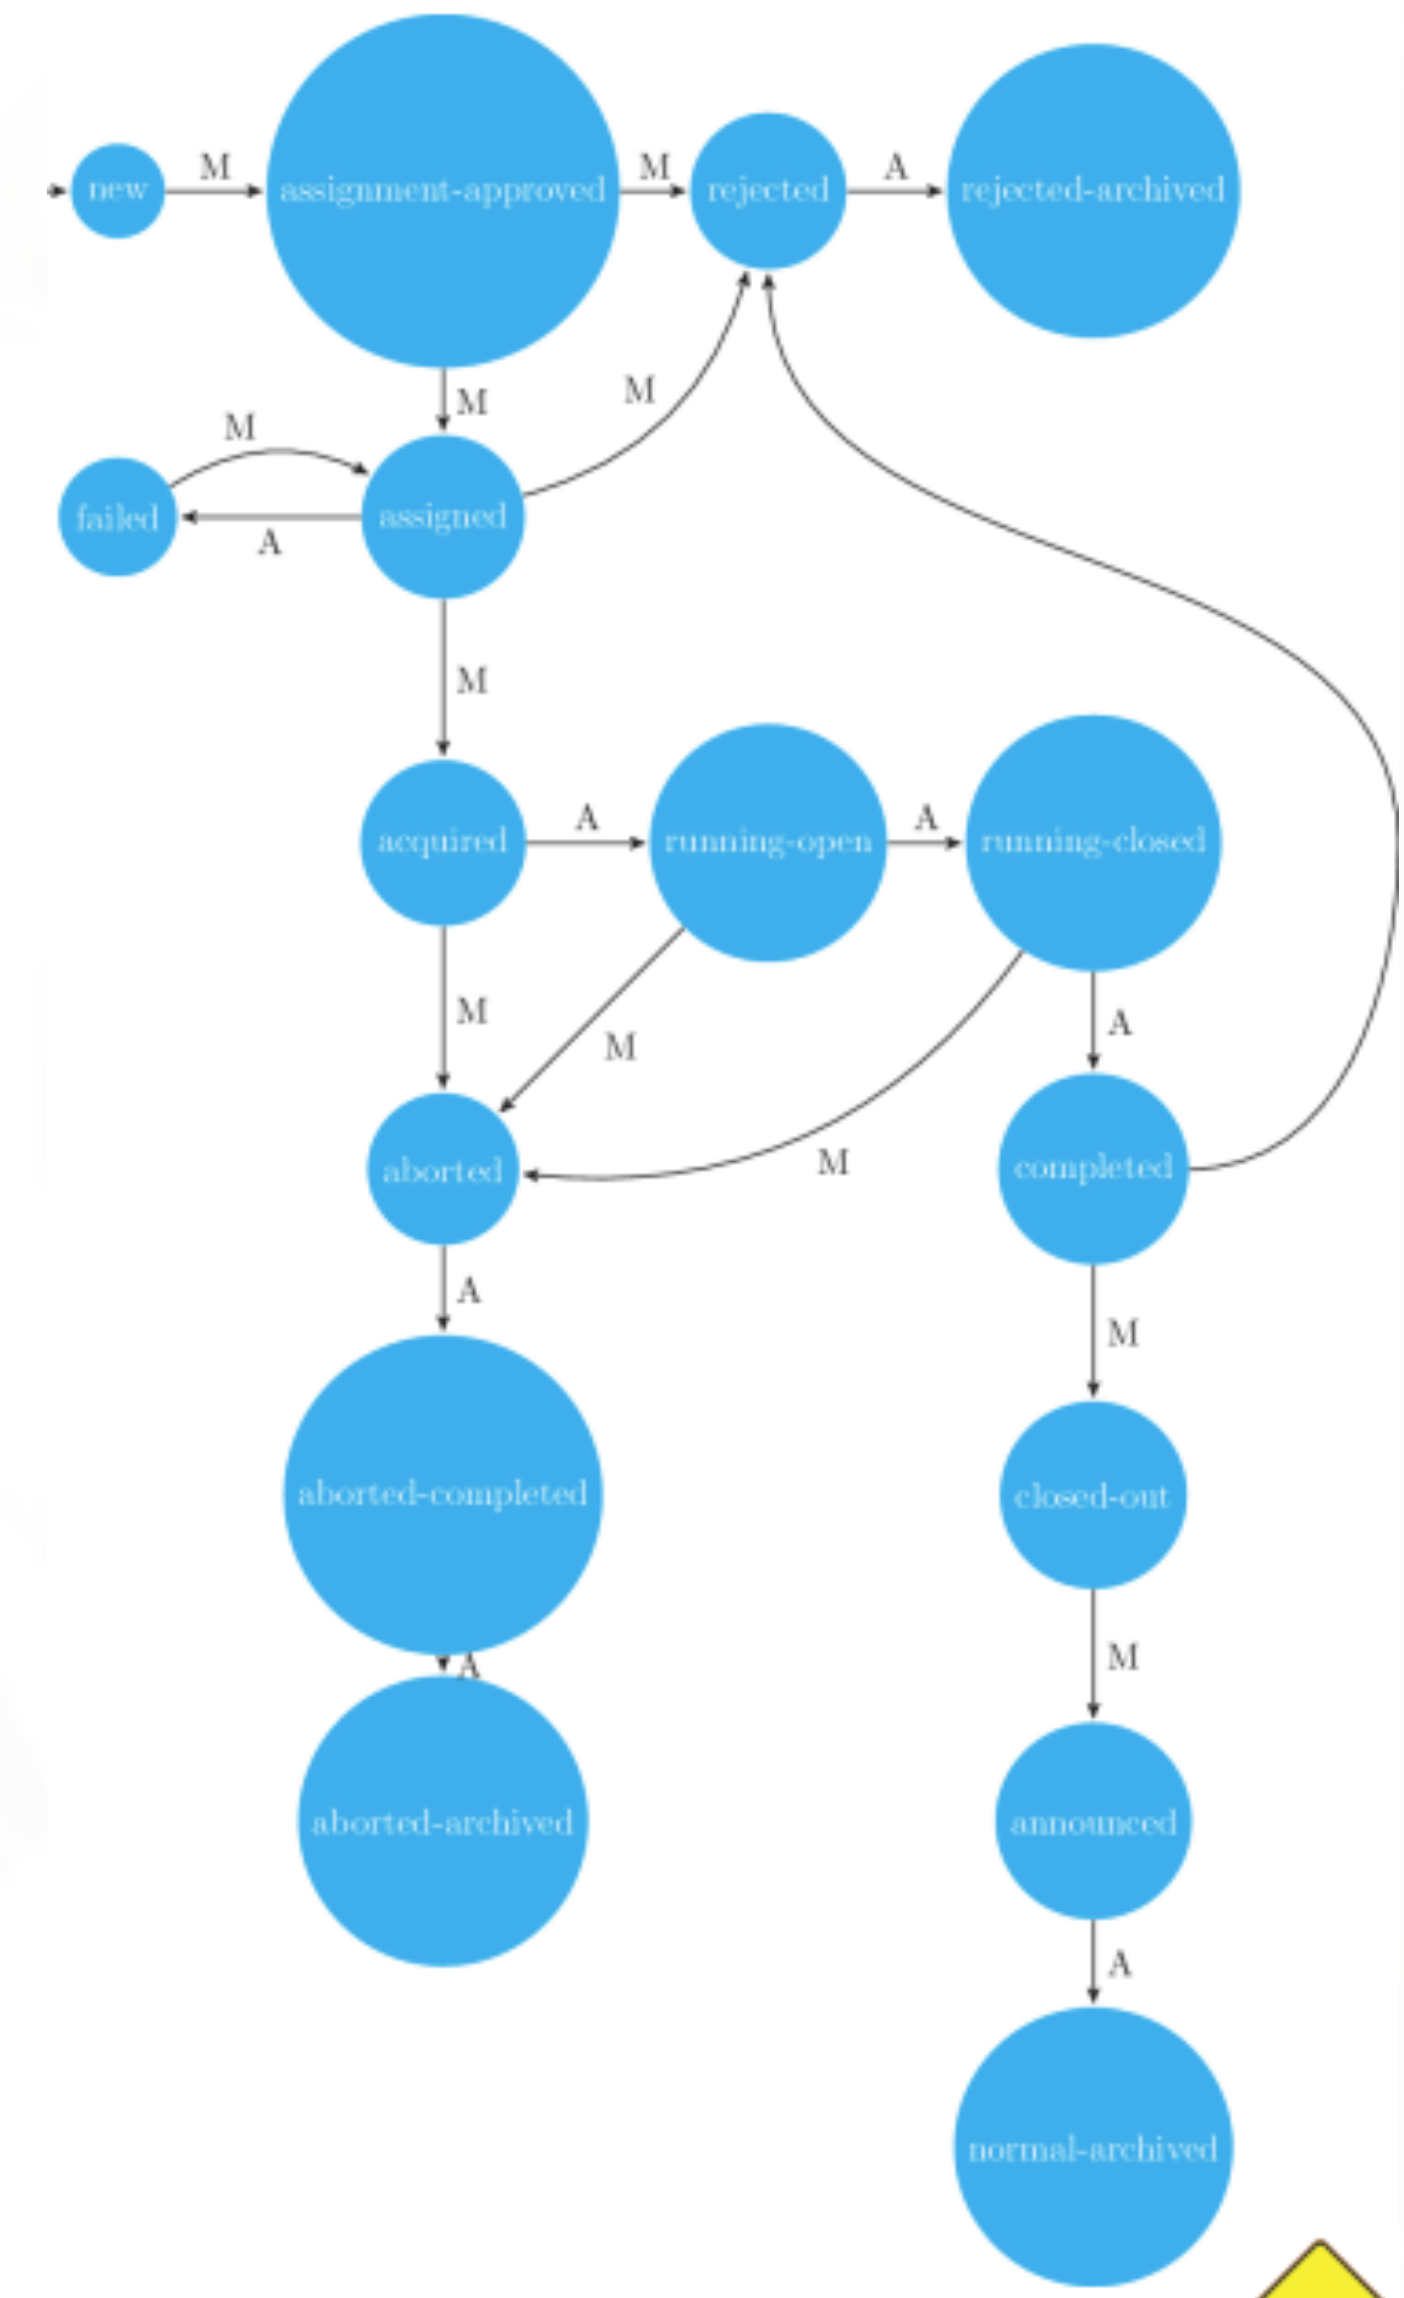 new
M
assignment-approved
M
rejected
A
rejected-archived
M
M
M
failed
A
assigned
M
acquired
A
running-open
A
running-closed
M
M
M
A
aborted
completed
A
M
aborted-completed
closed-out
A
M
aborted-archived
announced
A
normal-archived